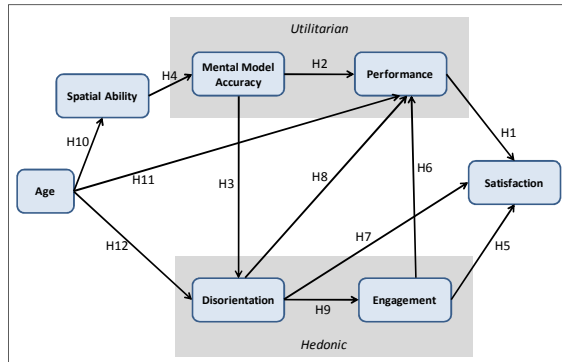 Utilitarian
Mental Model
Accuracy
H2
Performance
H4
Spatial Ability
H1
H10
H11
H3
H8
H6
Satisfaction
Age
H7
H12
H5
Disorientation
H9
Engagement
Hedonic